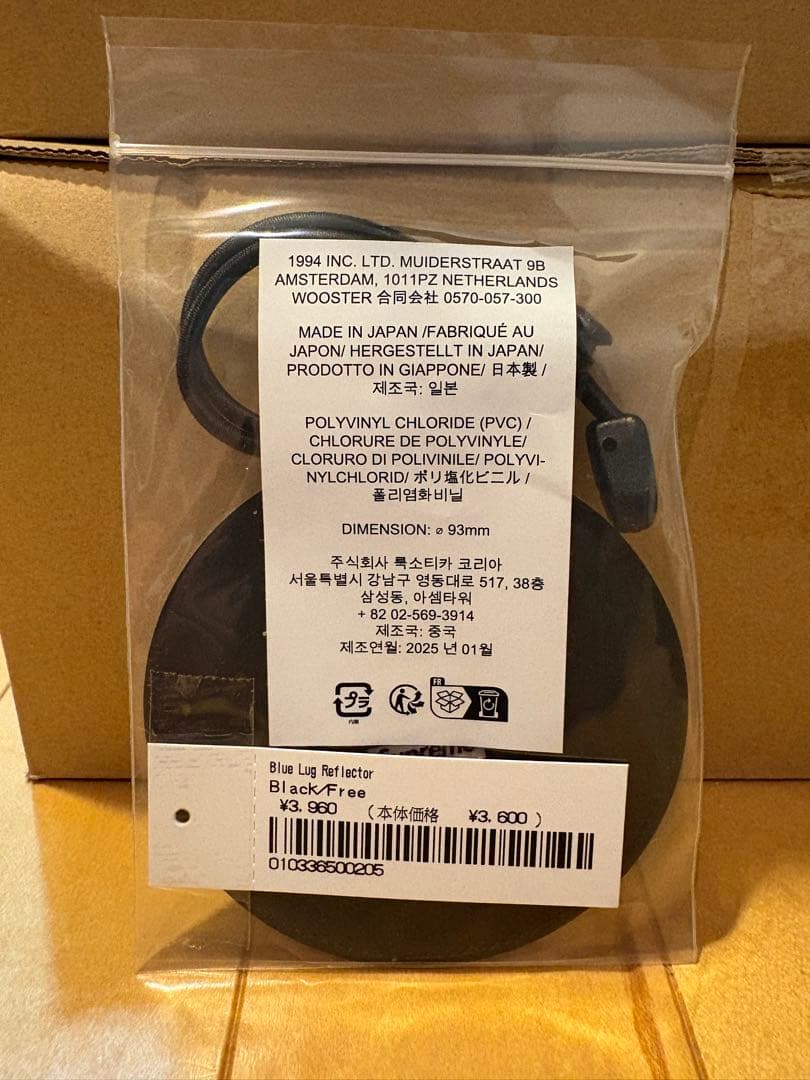 1994 INC. LTD. MUIDERSTRAAT 9B
AMSTERDAM, 1011PZ NETHERLANDS
WOOSTER 合同会社 0570-057-300
MADE IN JAPAN /FABRIQUÉ AU
JAPON/ HERGESTELLT IN JAPAN/
PRODOTTO IN GIAPPONE/ 日本製 /
제조국: 일본
POLYVINYL CHLORIDE (PVC) /
CHLORURE DE POLYVINYLE/
CLORURO DI POLIVINILE/ POLYVI-
NYLCHLORID/ ポリ塩化ビニル /
폴리염화비닐
DIMENSION: ⌀ 93mm
주식회사 룩소티카 코리아
서울특별시 강남구 영동대로 517, 38층
삼성동, 아셈타워
+ 82 02-569-3914
제조국: 중국
제조연월: 2025 년 01월
プラ
FR
Supreme
Blue Lug Reflector
Black/Free
¥3,960 (本体価格 ¥3,600 )
010336500205